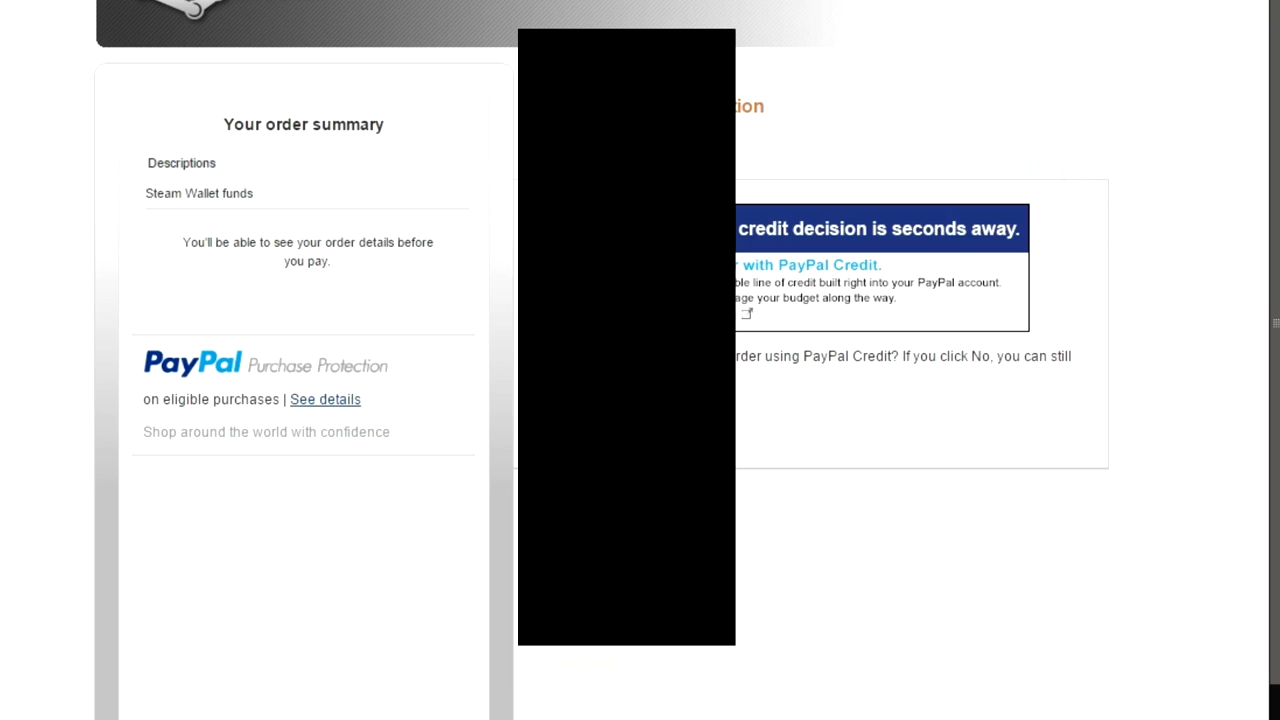 Your order summary
Descriptions
Steam Wallet funds
You'll be able to see your order details before
you pay.
PayPal Purchase Protection
on eligible purchases | See details
Shop around the world with confidence
tion
credit decision is seconds away.
r with PayPal Credit.
ble line of credit built right into your PayPal account.
age your budget along the way.
rder using PayPal Credit? If you click No, you can still